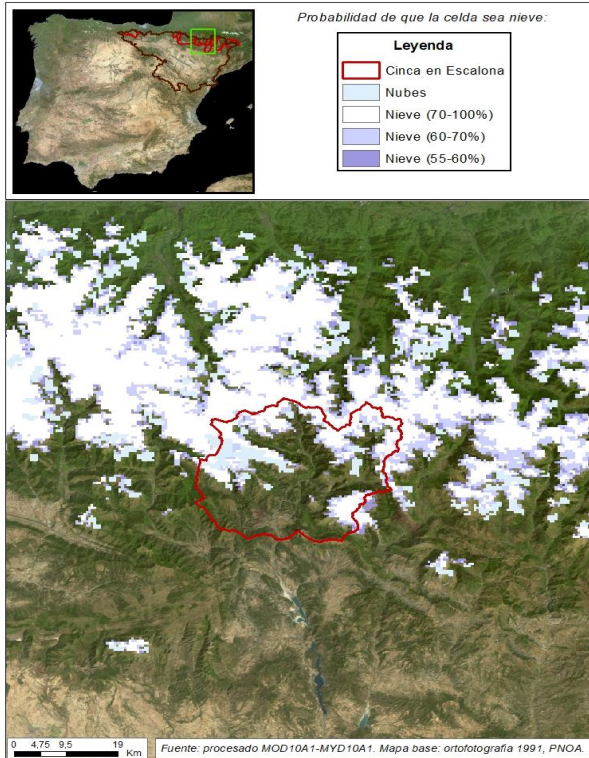 Probabilidad de que la celda sea nieve:
Leyenda
Cinca en Escalona
Nubes
Nieve (70-100%)
Nieve (60-70%)
Nieve (55-60%)
0 4,75 9,5 19
Km
Fuente: procesado MOD10A1-MYD10A1. Mapa base: ortofotografía 1991, PNOA.